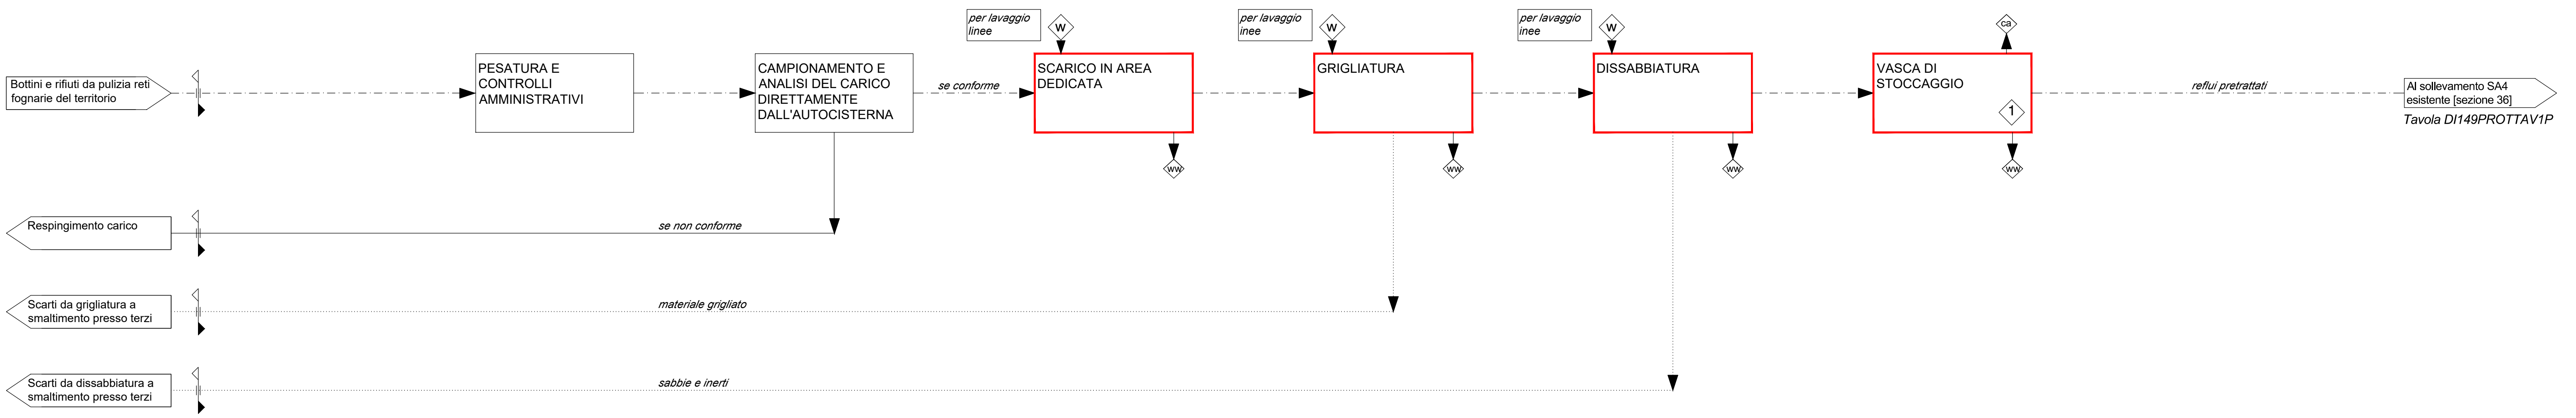 Bottini e rifiuti da pulizia reti
fognarie del territorio
PESATURA E
CONTROLLI
AMMINISTRATIVI
CAMPIONAMENTO E
ANALISI DEL CARICO
DIRETTAMENTE
DALL'AUTOCISTERNA
se conforme
per lavaggio
linee
W
SCARICO IN AREA
DEDICATA
WW
per lavaggio
inee
W
GRIGLIATURA
WW
per lavaggio
inee
W
DISSABBIATURA
WW
ca
VASCA DI
STOCCAGGIO
1
WW
reflui pretrattati
Al sollevamento SA4
esistente [sezione 36]
Tavola DI149PROTTAV1P
Respingimento carico
se non conforme
Scarti da grigliatura a
smaltimento presso terzi
materiale grigliato
Scarti da dissabbiatura a
smaltimento presso terzi
sabbie e inerti